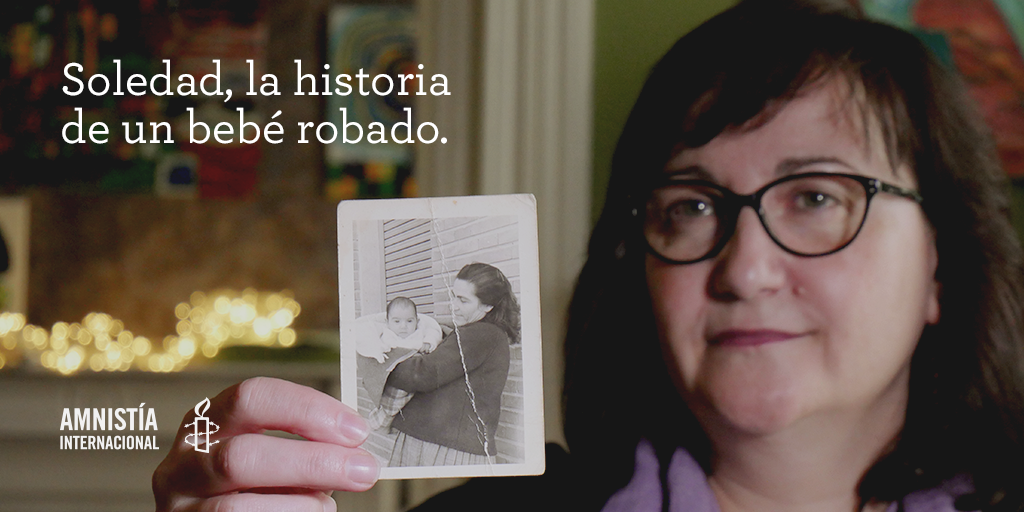 Soledad, la historia
de un bebé robado.
AMNISTÍA
INTERNACIONAL